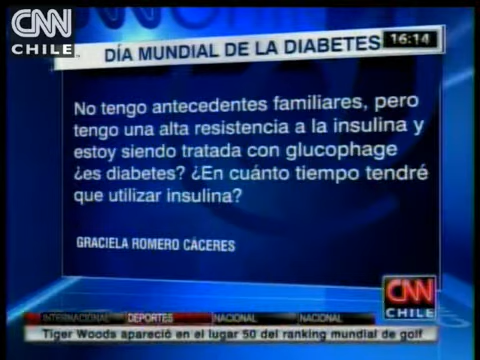 CNN
CHILE
DÍA MUNDIAL DE LA DIABETES
16:14
No tengo antecedentes familiares, pero
tengo una alta resistencia a la insulina y
estoy siendo tratada con glucophage
¿es diabetes? ¿En cuánto tiempo tendré
que utilizar insulina?
GRACIELA ROMERO CÁCERES
CNN
CHILE
INTERNACIONAL DEPORTES NACIONAL NACIONAL
Tiger Woods apareció en el lugar 50 del ranking mundial de golf